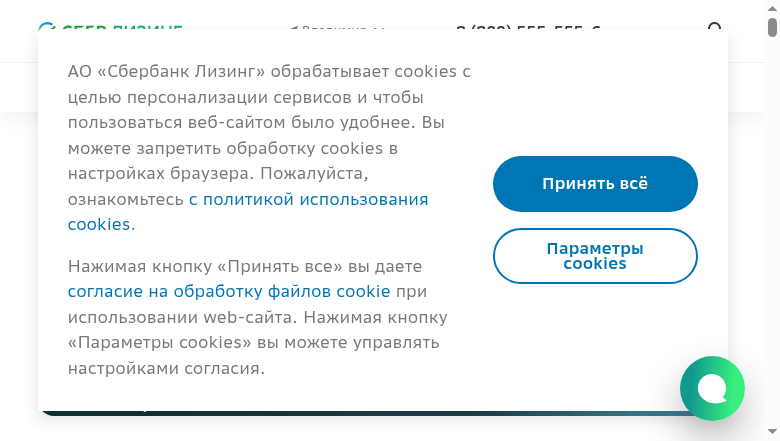 АО «Сбербанк Лизинг» обрабатывает cookies с
целью персонализации сервисов и чтобы
пользоваться веб-сайтом было удобнее. Вы
можете запретить обработку cookies в
настройках браузера. Пожалуйста,
ознакомьтесь с политикой использования
cookies.
Нажимая кнопку «Принять все» вы даете
согласие на обработку файлов cookie при
использовании web-сайта. Нажимая кнопку
«Параметры cookies» вы можете управлять
настройками согласия.
Принять всё
Параметры
cookies